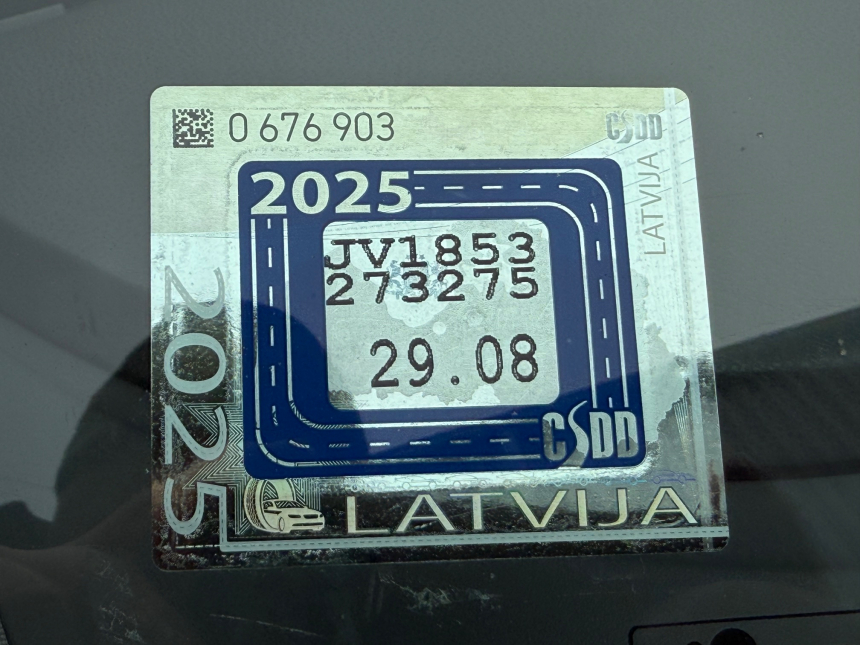 0 676 903
CSDD
LATVIJA
2025
JV1853
273275
29.08
2025
CSDD
LATVIJA